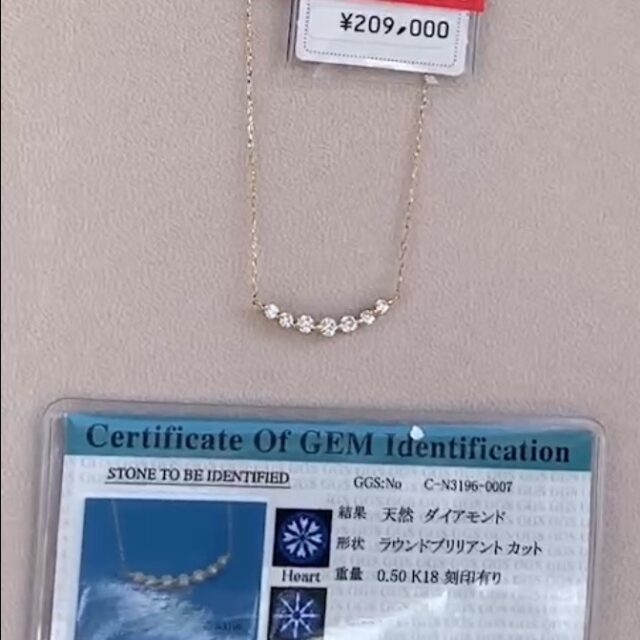 ¥209,000
Certificate Of GEM Identification
STONE TO BE IDENTIFIED
GGS:No C-N3196-0007
結果 天然 ダイアモンド
形状 ラウンドブリリアント カット
Heart
重量 0.50 K18 刻印有り